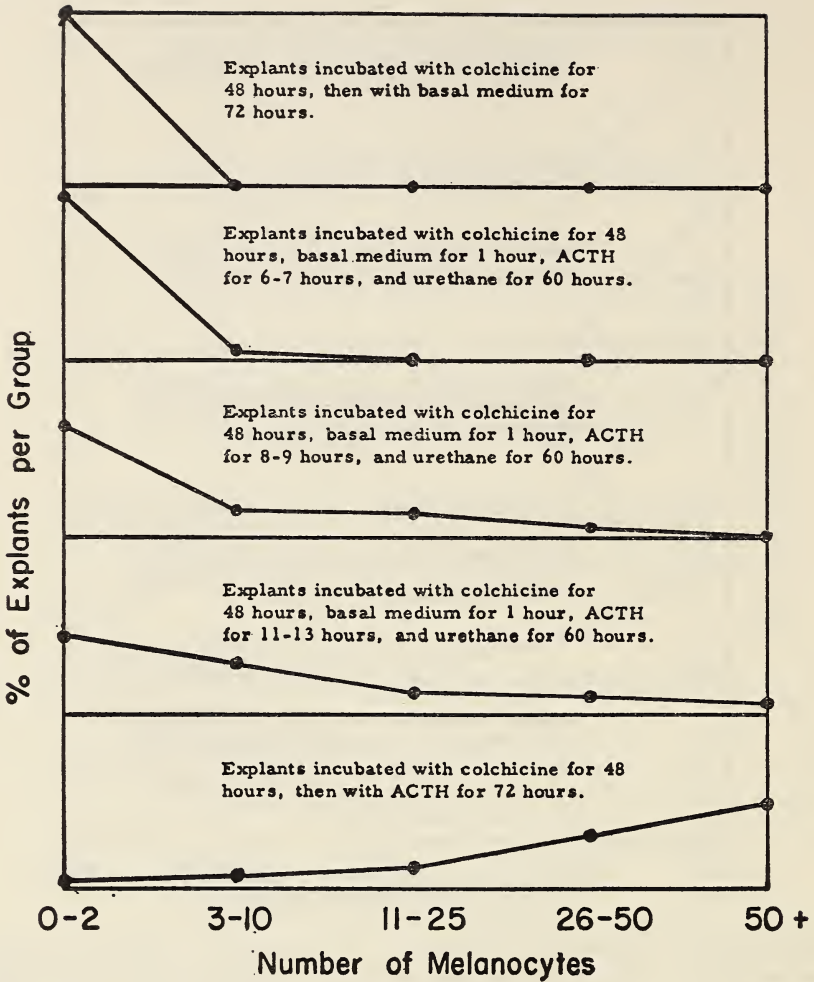 Explants incubated with colchicine for
48 hours, then with basal medium for
72 hours.
Explants incubated with colchicine for 48
hours, basal medium for 1 hour, ACTH
for 6-7 hours, and urethane for 60 hours.
Explants incubated with colchicine for
48 hours, basal medium for 1 hour, ACTH
for 8-9 hours, and urethane for 60 hours.
Explants incubated with colchicine for
48 hours, basal medium for 1 hour, ACTH
for 11-13 hours, and urethane for 60 hours.
Explants incubated with colchicine for 48
hours, then with ACTH for 72 hours.
% of Explants per Group
0-2 3-10 11-25 26-50 50 +
Number of Melanocytes